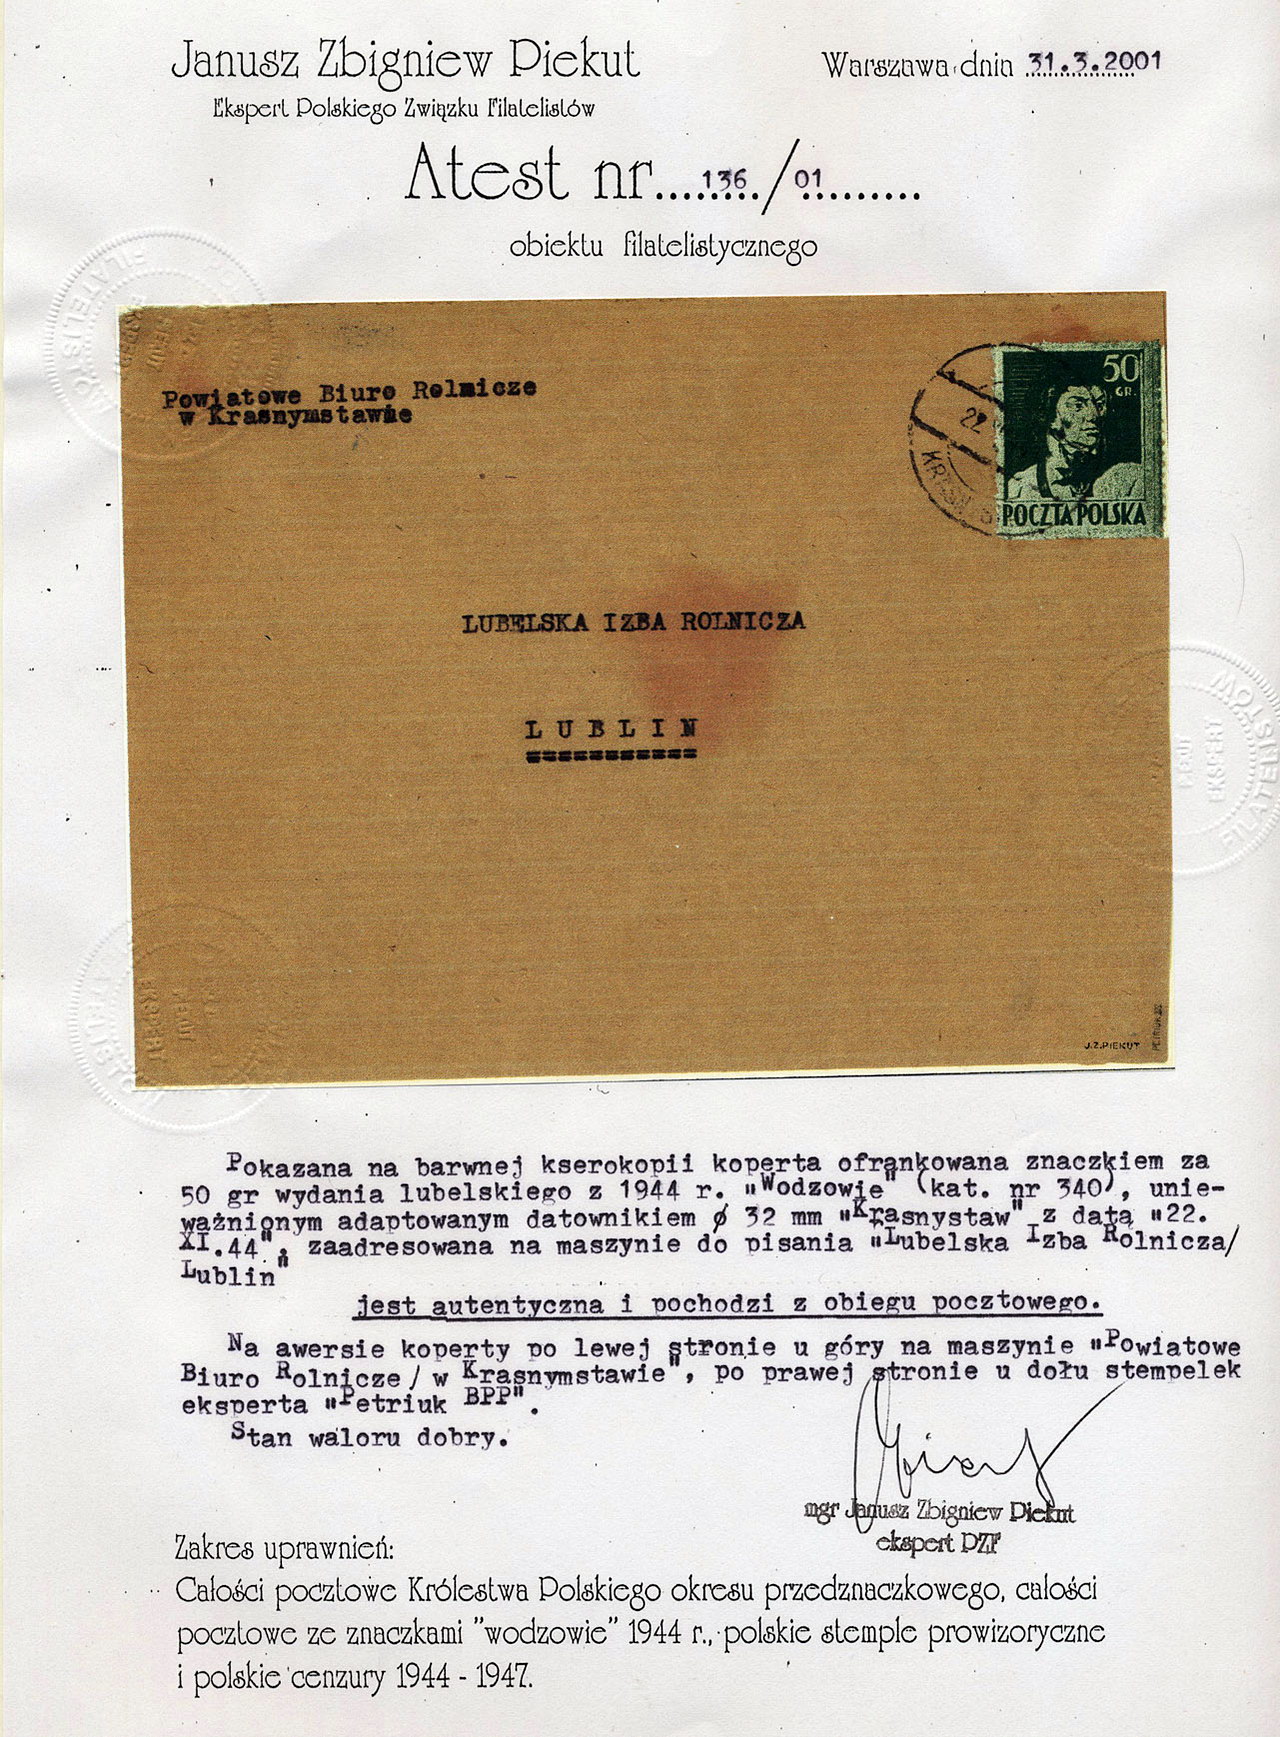 Janusz Zbigniew Piekut
Ekspert Polskiego Związku Filatelistów
Warszawa, dnia 31.3.2001
Atest nr....136../01........
obiektu filatelistycznego
Powiatowe Biuro Rolnicze
w Krasnymstawie
22
50
GR.
POCZTA POLSKA
LUBELSKA IZBA ROLNICZA
LUBLIN
===========
J.Z.PIEKUT
EKSPERT
Pokazana na barwnej kserokopii koperta ofrankowana znaczkiem za
50 gr wydania lubelskiego z 1944 r. "Wodzowie" (kat. nr 340), unie-
ważnionym adaptowanym datownikiem ∅ 32 mm "Krasnystaw" z datą "22.
XI.44", zaadresowana na maszynie do pisania "Lubelska Izba Rolnicza/
Lublin"
jest autentyczna i pochodzi z obiegu pocztowego.
Na awersie koperty po lewej stronie u góry na maszynie "Powiatowe
Biuro Rolnicze/ w Krasnymstawie", po prawej stronie u dołu stempelek
eksperta "Petriuk BPP".
Stan waloru dobry.
mgr Janusz Zbigniew Piekut
ekspert PZF
Zakres uprawnień:
Całości pocztowe Królestwa Polskiego okresu przedznaczkowego, całości
pocztowe ze znaczkami "wodzowie" 1944 r., polskie stemple prowizoryczne
i polskie cenzury 1944 - 1947.